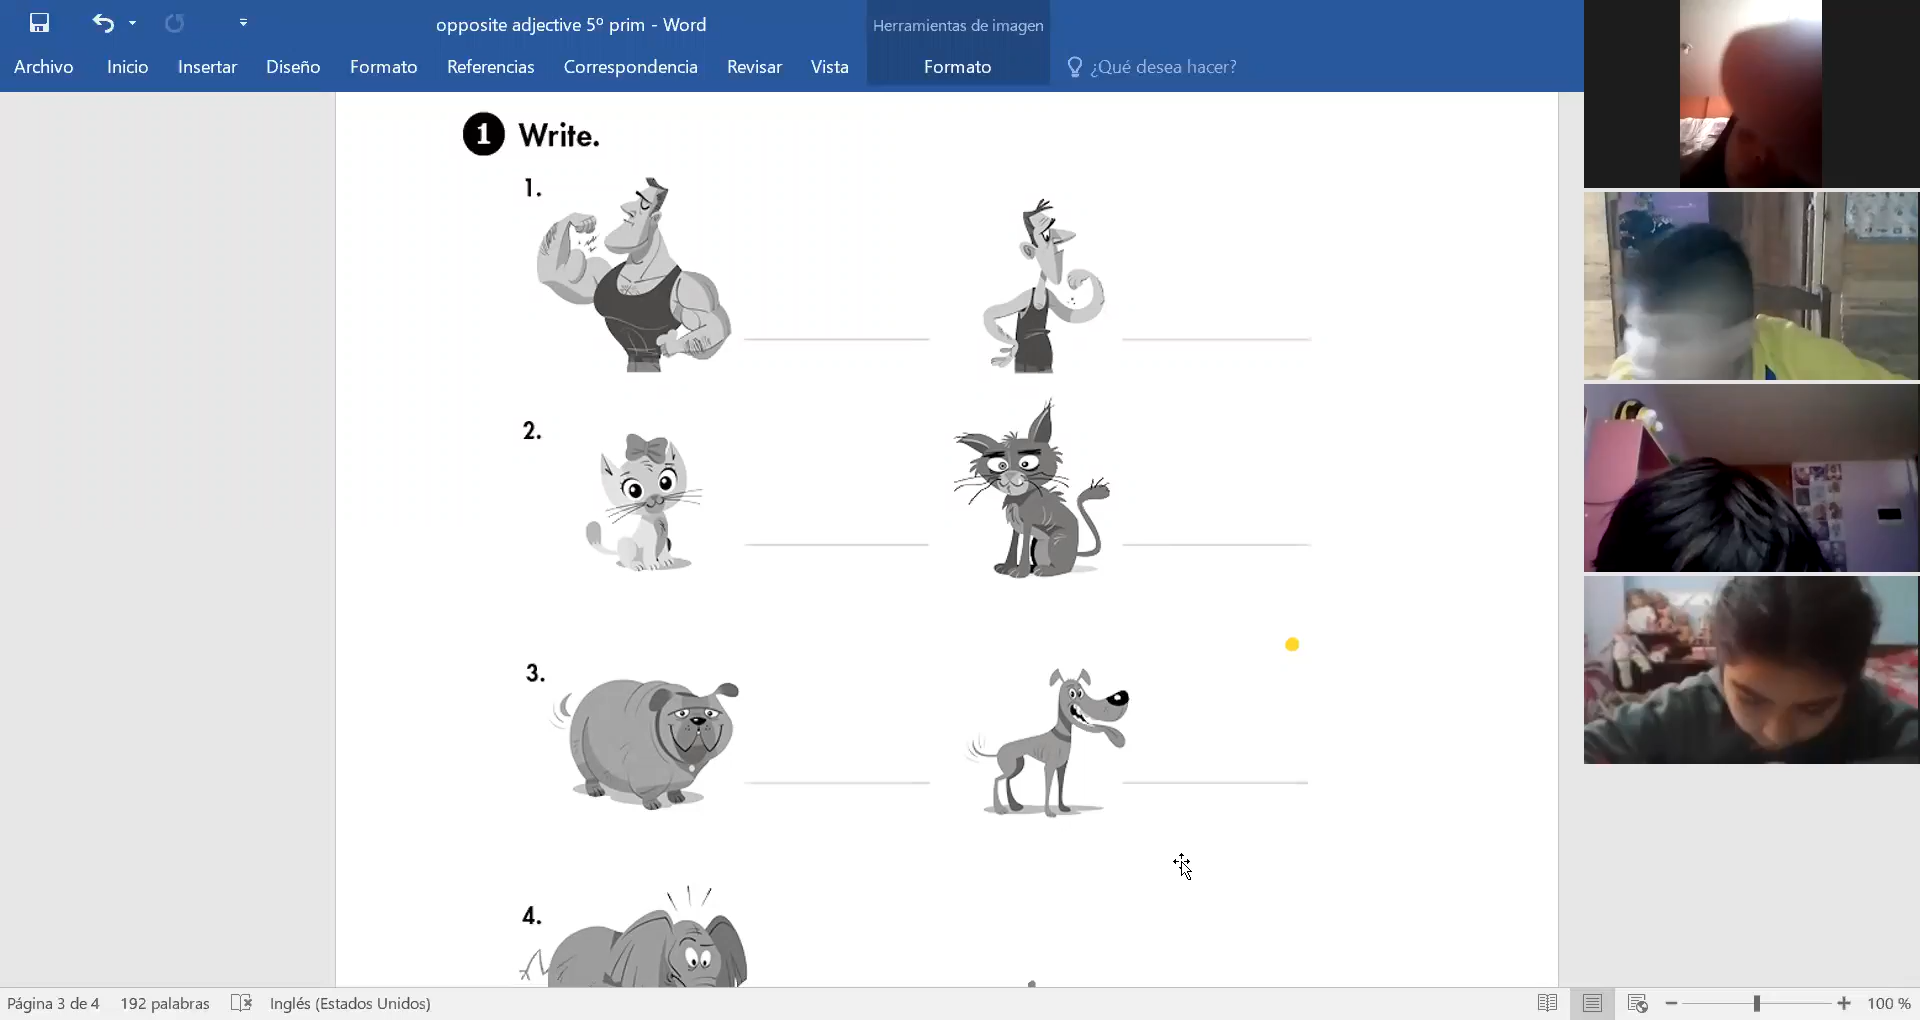 opposite adjective 5º prim - Word
Herramientas de imagen
Archivo Inicio Insertar Diseño Formato Referencias Correspondencia Revisar Vista Formato ¿Qué desea hacer?
1 Write.
1.
2.
3.
4.
Página 3 de 4 192 palabras Inglés (Estados Unidos) 100 %